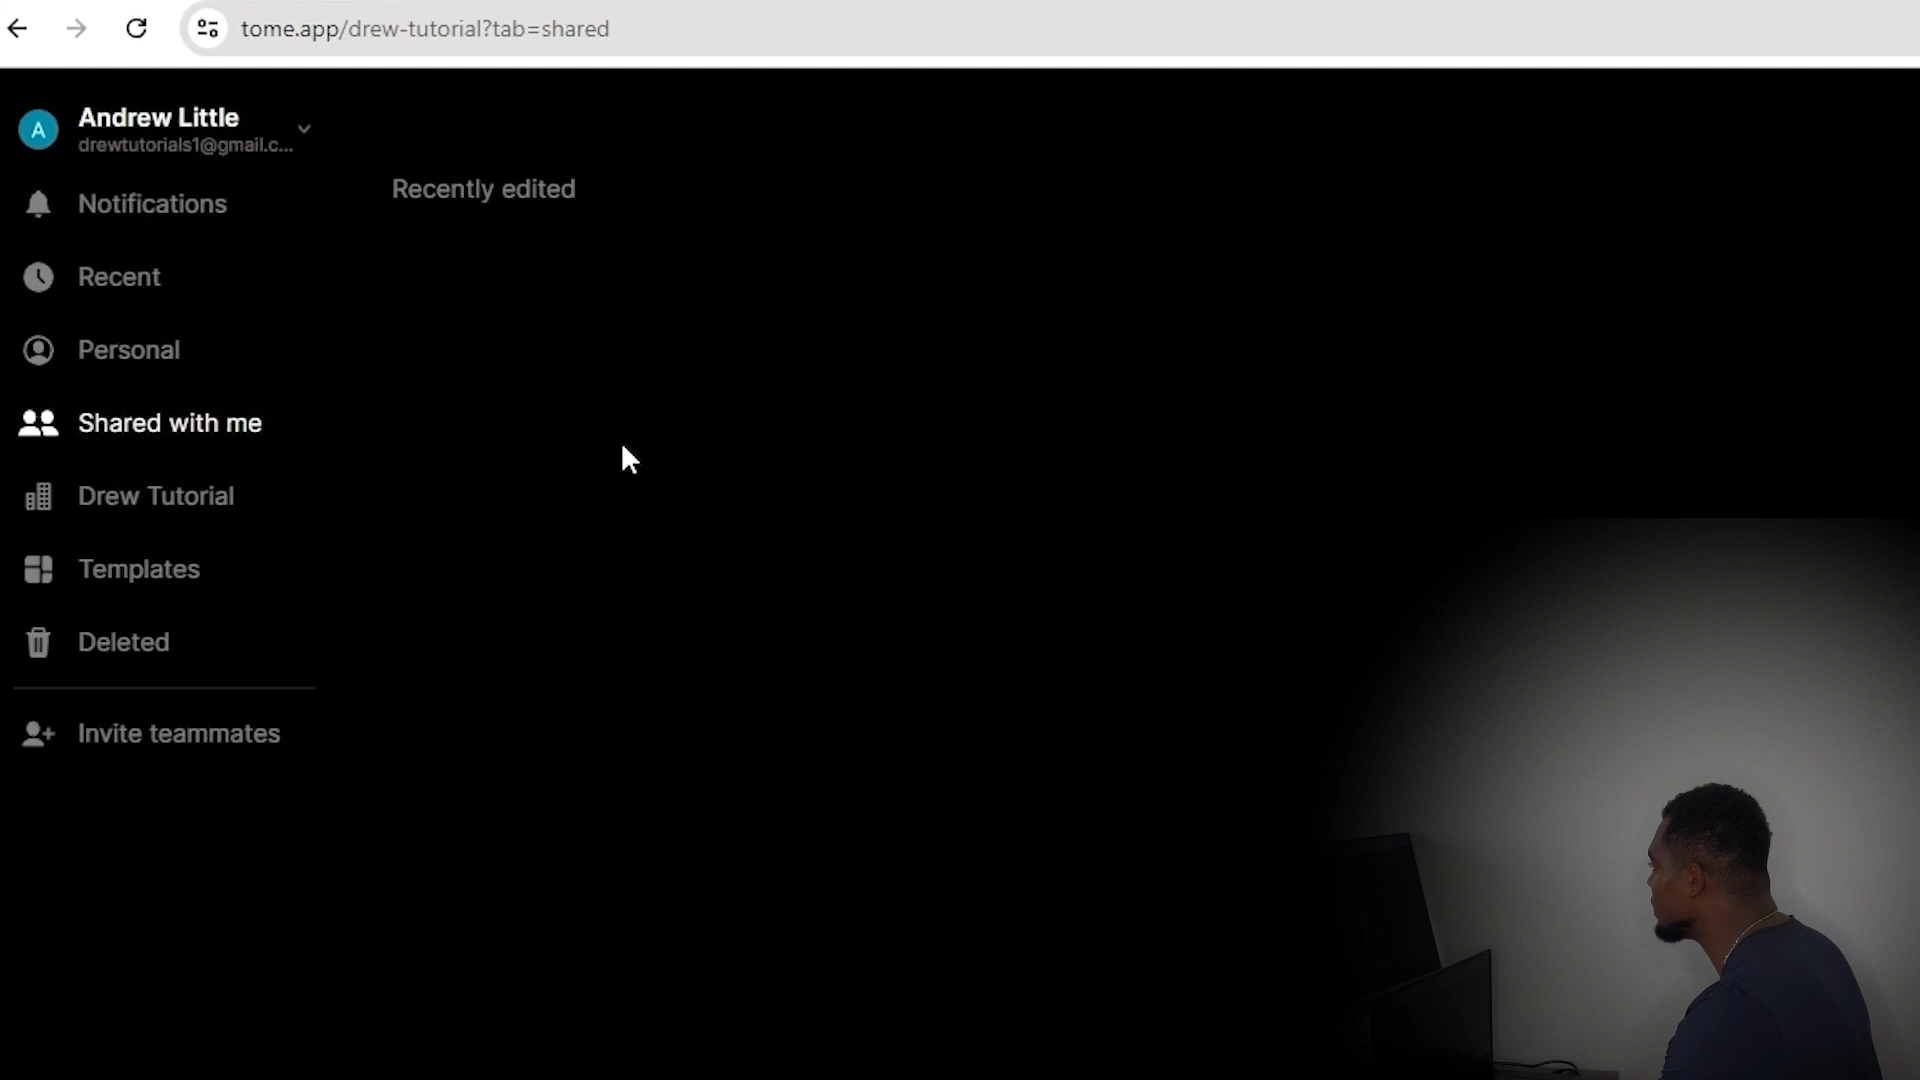 tome.app/drew-tutorial?tab=shared
A
Andrew Little
drewtutorials1@gmail.c...
Notifications
Recent
Personal
Shared with me
Drew Tutorial
Templates
Deleted
Invite teammates
Recently edited